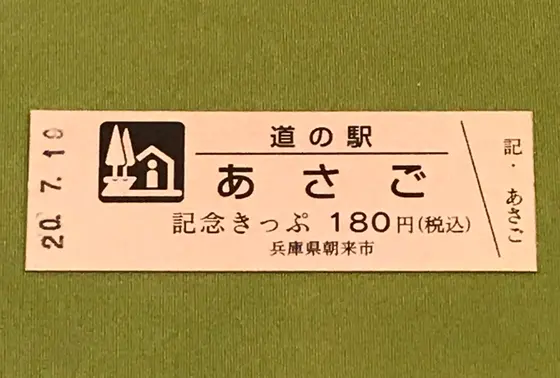 20. 7. 19
道の駅
あさご
記念きっぷ 180円(税込)
兵庫県朝来市
記・あさご